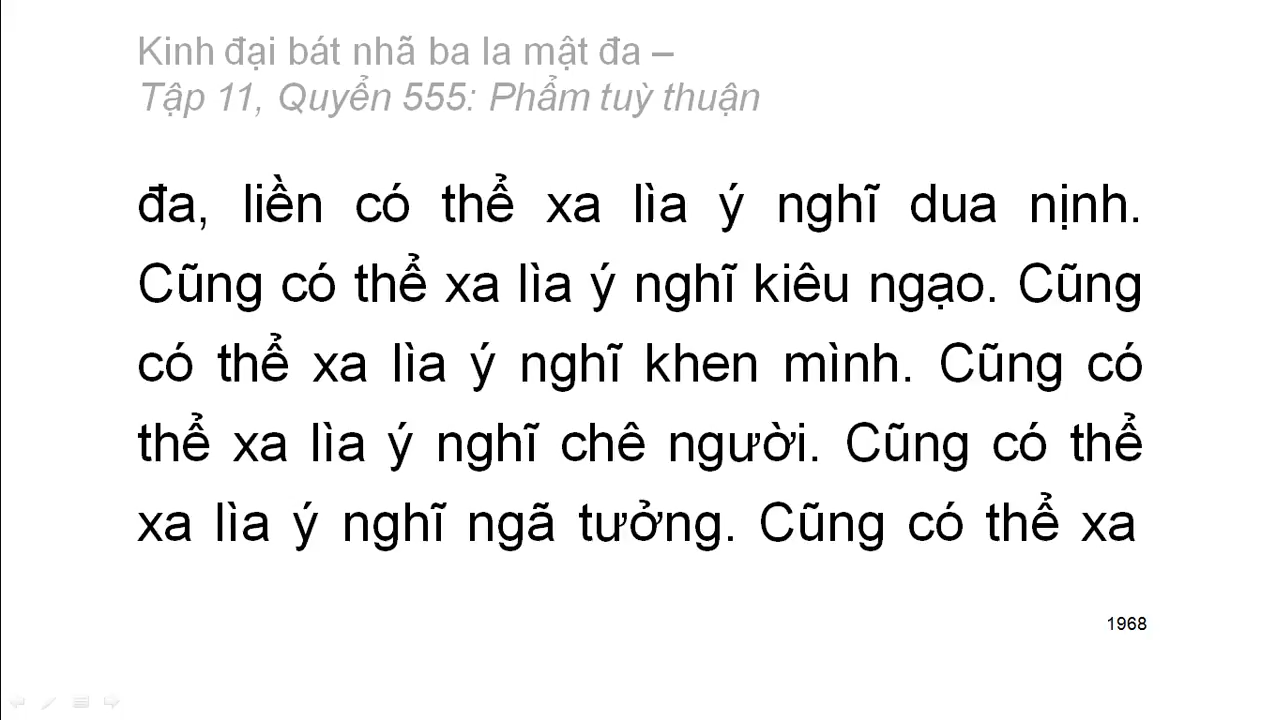 Kinh đại bát nhã ba la mật đa –
Tập 11, Quyển 555: Phẩm tuỳ thuận
đa, liền có thể xa lìa ý nghĩ dua nịnh.
Cũng có thể xa lìa ý nghĩ kiêu ngạo. Cũng
có thể xa lìa ý nghĩ khen mình. Cũng có
thể xa lìa ý nghĩ chê người. Cũng có thể
xa lìa ý nghĩ ngã tưởng. Cũng có thể xa
1968